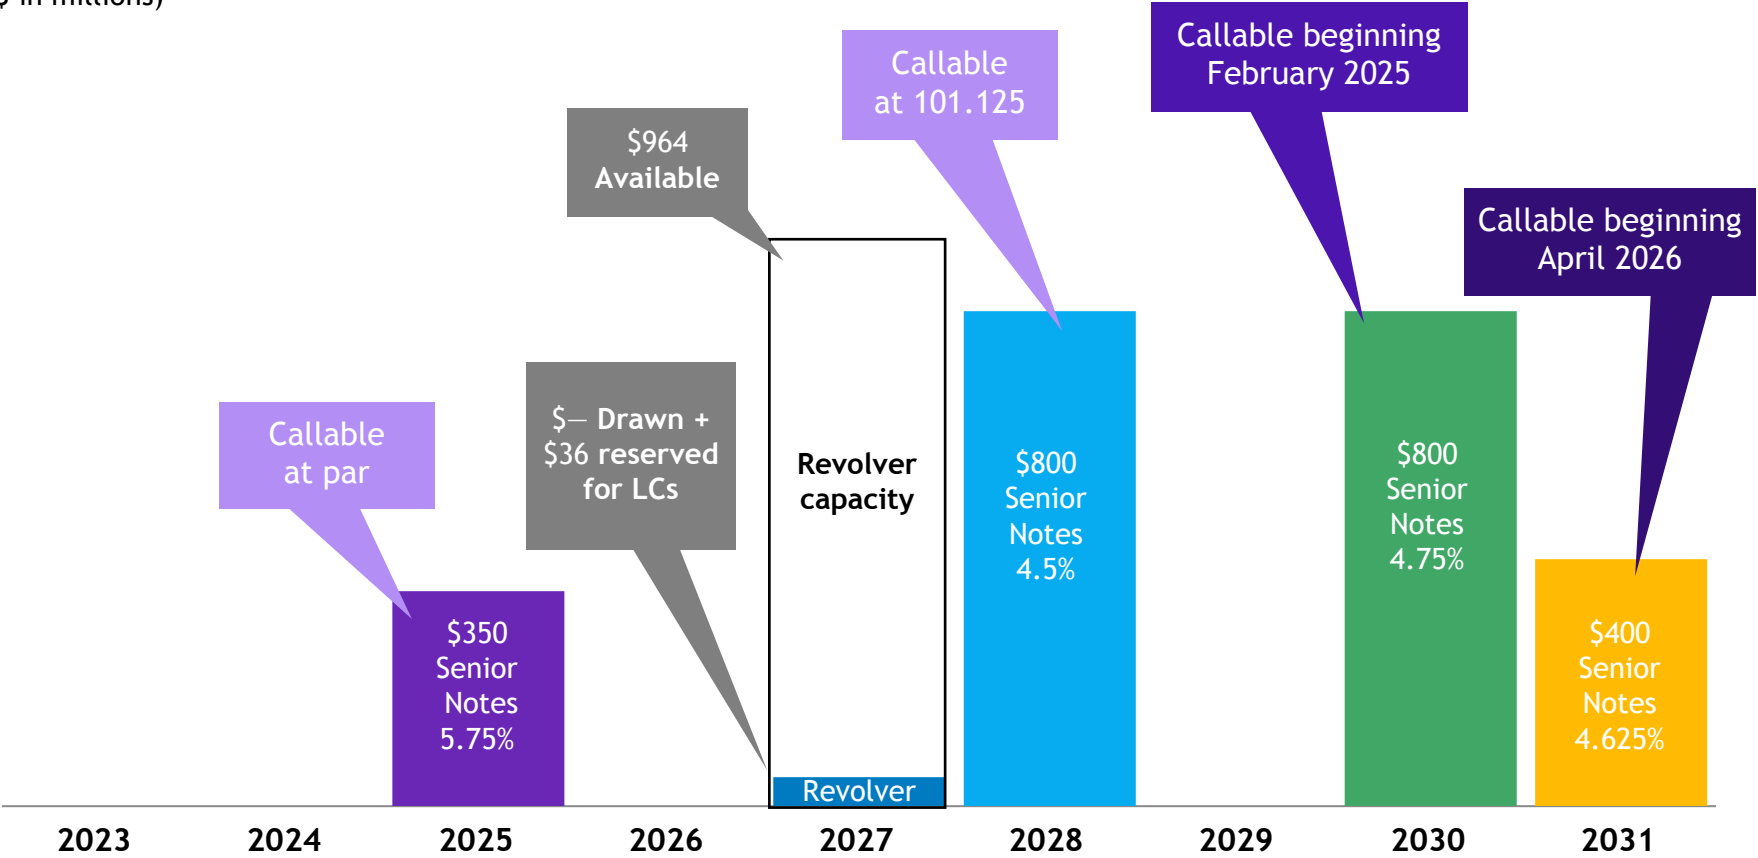 $ in millions)
Callable beginning
February 2025
Callable
at 101.125
$964
Available
Callable beginning
April 2026
Callable
at par
$— Drawn +
$36 reserved
for LCs
Revolver
capacity
$800
Senior
Notes
4.5%
$800
Senior
Notes
4.75%
$350
Senior
Notes
5.75%
$400
Senior
Notes
4.625%
Revolver
2023 2024 2025 2026 2027 2028 2029 2030 2031